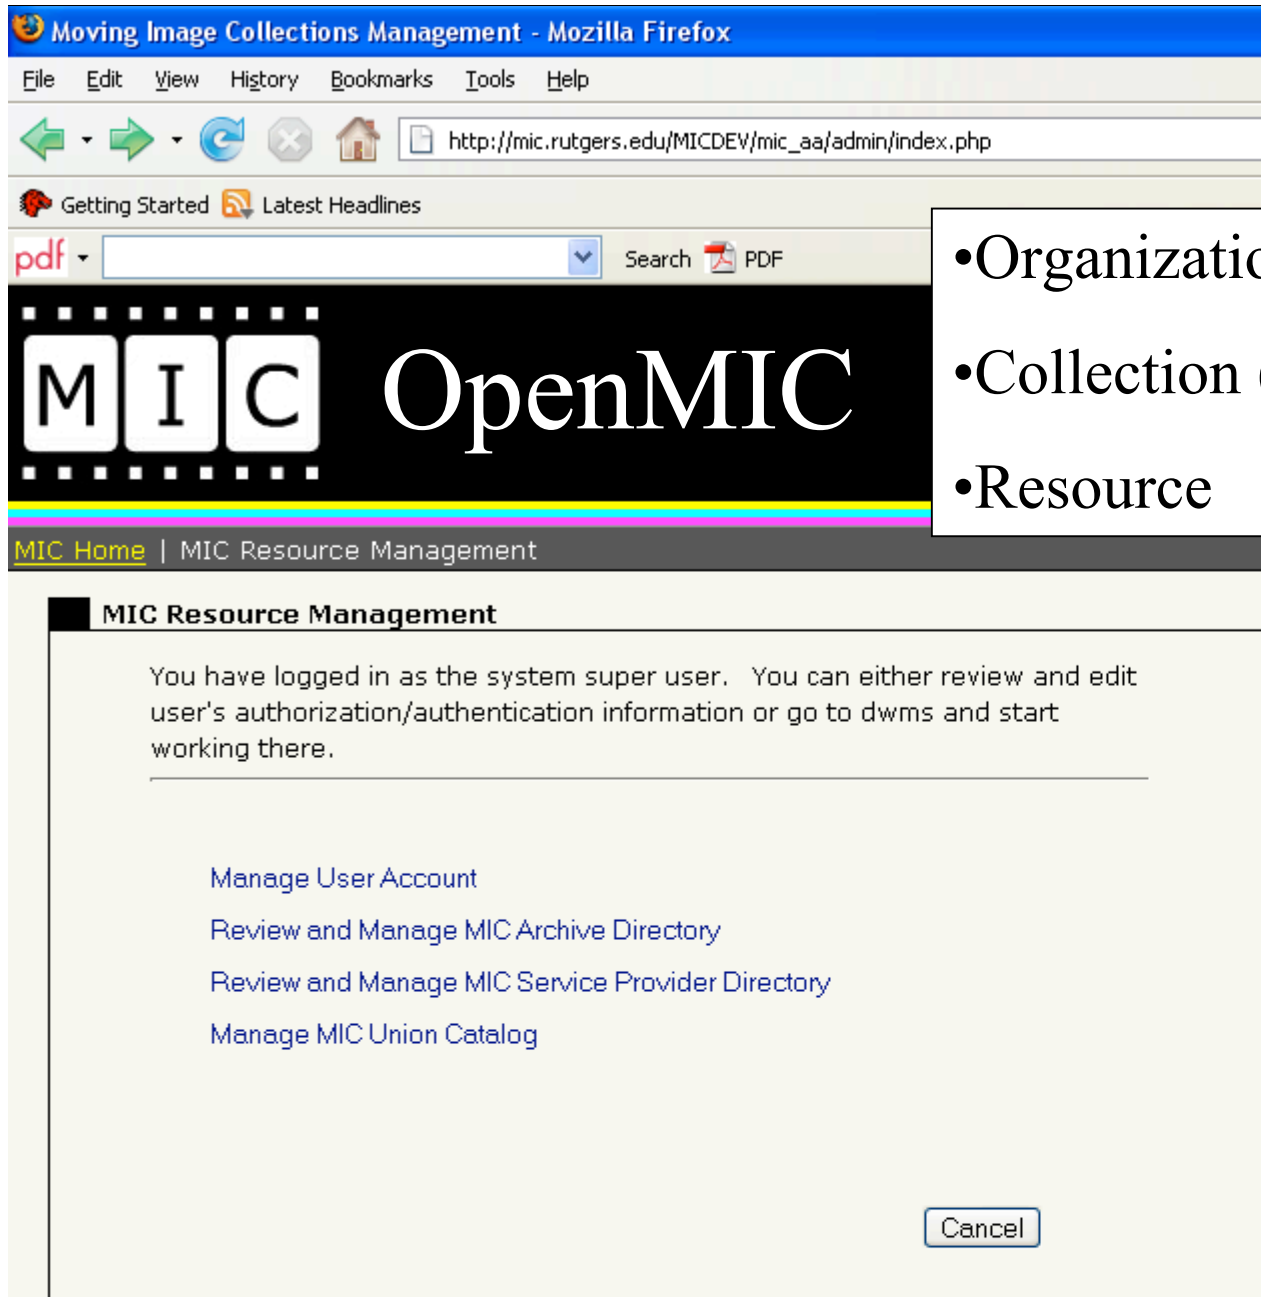 Moving Image Collections Management - Mozilla Firefox
File Edit View History Bookmarks Tools Help
http://mic.rutgers.edu/MICDEV/mic_aa/admin/index.php
Getting Started Latest Headlines
pdf Search PDF
•Organizatio
M I C OpenMIC
•Collection (
•Resource
MIC Home | MIC Resource Management
MIC Resource Management
You have logged in as the system super user. You can either review and edit
user's authorization/authentication information or go to dwms and start
working there.
Manage User Account
Review and Manage MIC Archive Directory
Review and Manage MIC Service Provider Directory
Manage MIC Union Catalog
Cancel